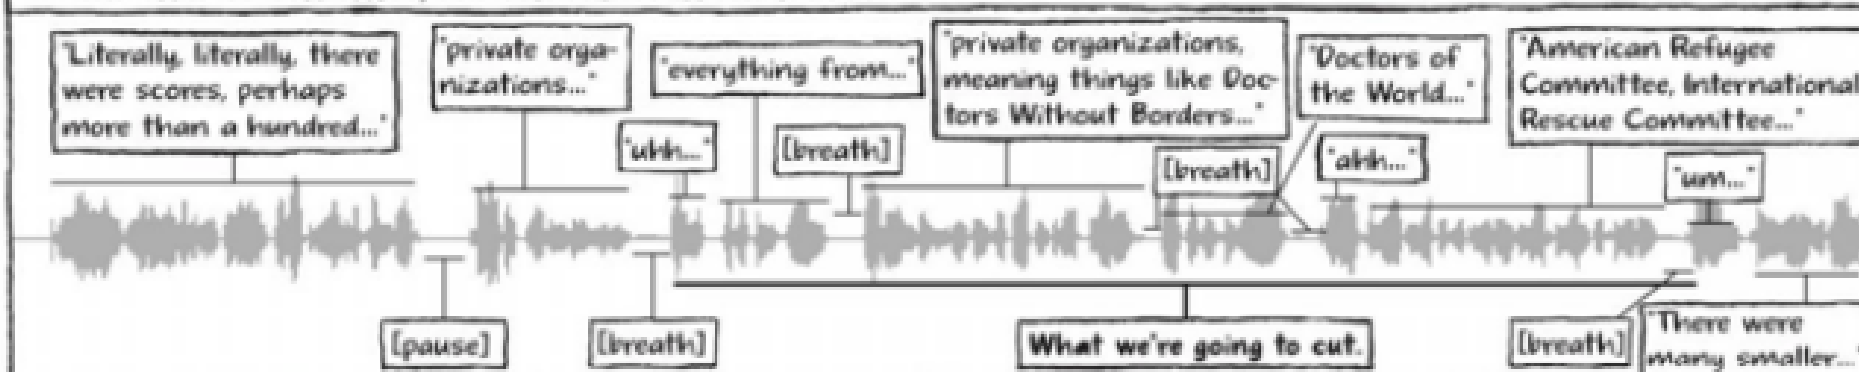 "Literally, literally, there
were scores, perhaps
more than a hundred..."
[pause]
"private orga-
nizations..."
[breath]
"uhh..."
"everything from..."
[breath]
"private organizations,
meaning things like Doc-
tors Without Borders..."
[breath]
"Doctors of
the World..."
"ahh..."
"American Refugee
Committee, International
Rescue Committee..."
[breath]
"um..."
"There were
many smaller...
What we're going to cut.